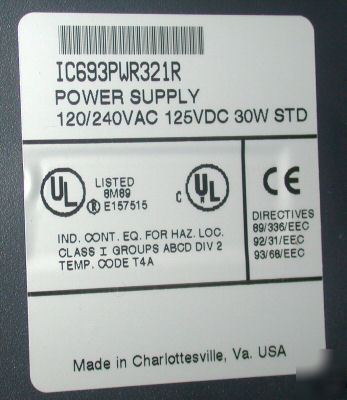 IC693PWR321R
POWER SUPPLY
120/240VAC 125VDC 30W STD
UL
LISTED
8M89
® E157515
C UL
CE
IND. CONT. EQ. FOR HAZ. LOC.
CLASS I GROUPS ABCD DIV 2
TEMP. CODE T4A
DIRECTIVES
89/336/EEC
92/31/EEC
93/68/EEC
Made in Charlottesville, Va. USA